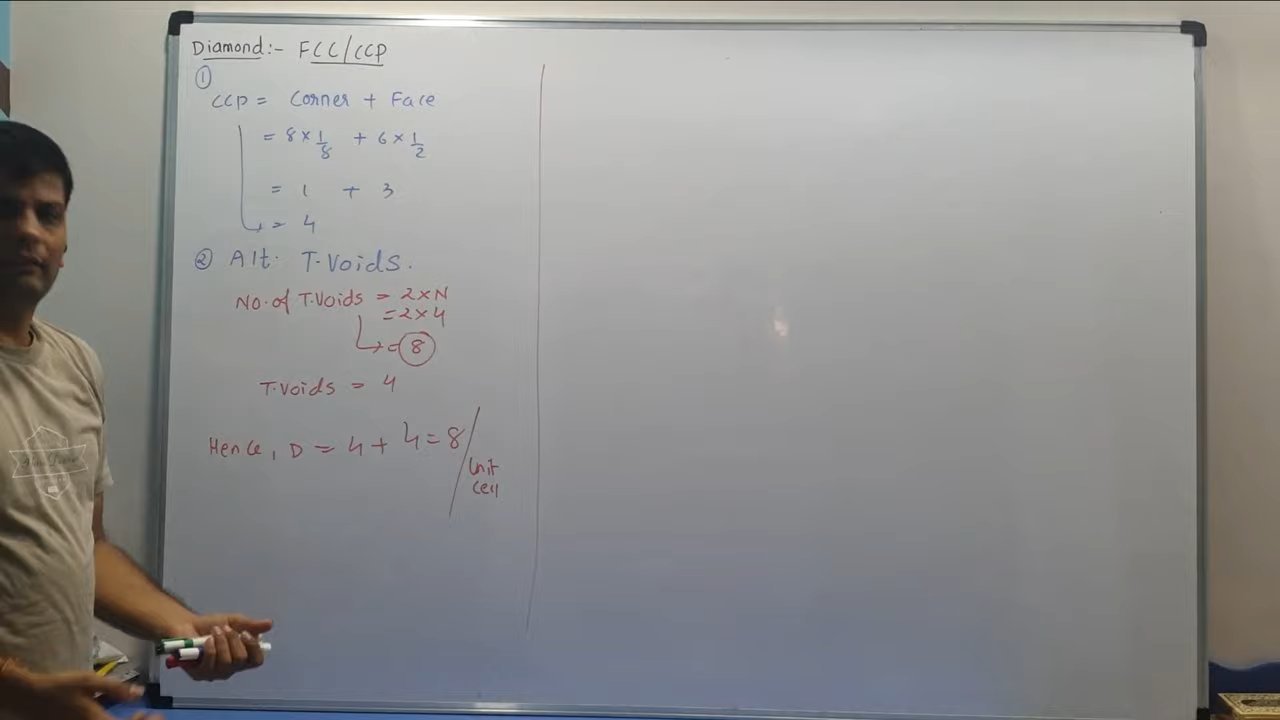 Diamond:- FCC/CCP
①
CCP = Corner + Face
= 8 × 1/8 + 6 × 1/2
= 1 + 3
= 4
② Alt. T.Voids.
No. of T.Voids = 2×N
= 2×4
= 8
T.Voids = 4
Hence, D = 4 + 4 = 8/Unit
cell